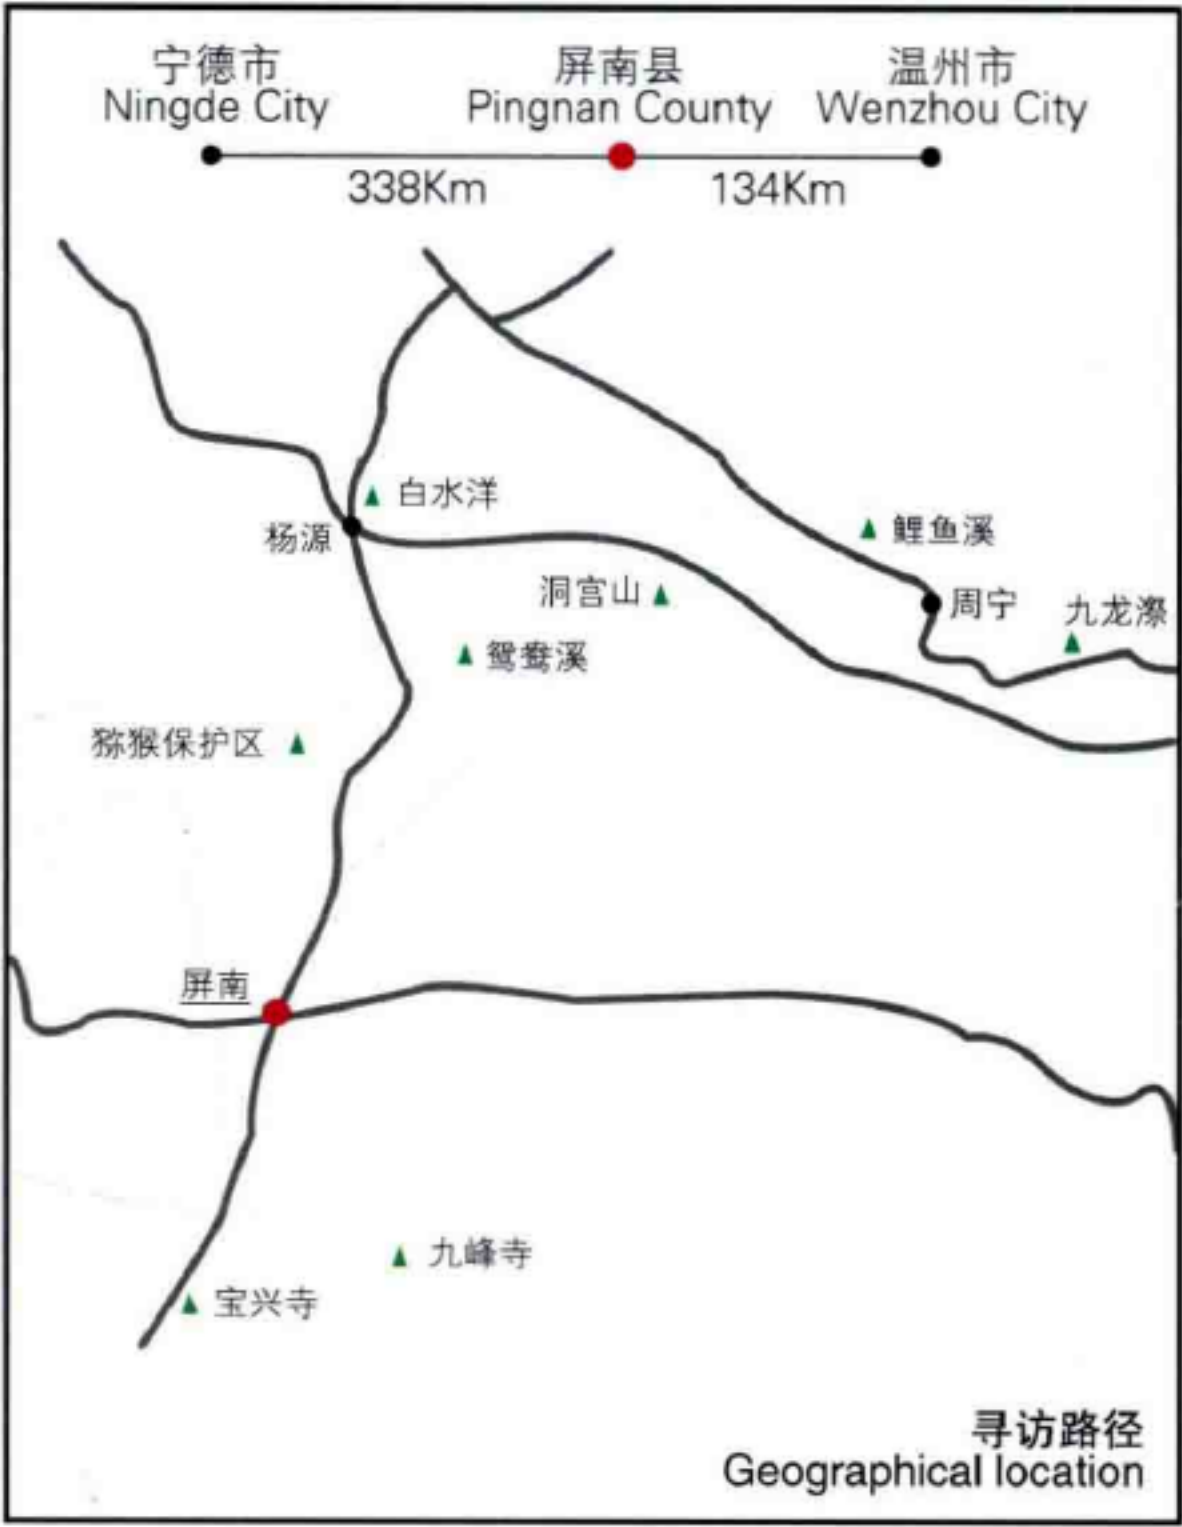 宁德市 屏南县 温州市
Ningde City Pingnan County Wenzhou City
338Km 134Km
白水洋
杨源
鲤鱼溪
洞宫山
周宁
九龙漈
鸳鸯溪
猕猴保护区
屏南
九峰寺
宝兴寺
寻访路径
Geographical location